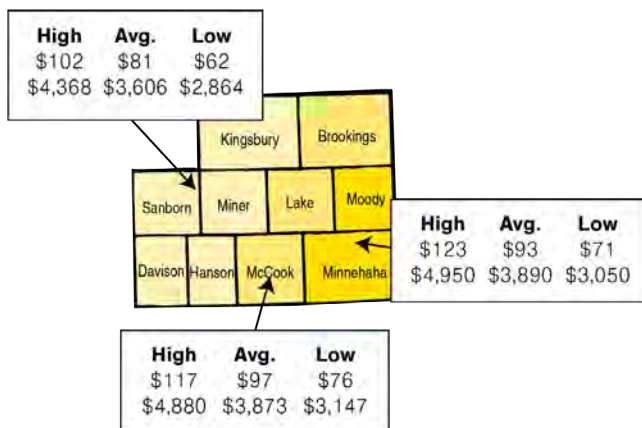 High Avg. Low
$102 $81 $62
$4,368 $3,606 $2,864
Kingsbury Brookings
Sanborn Miner Lake Moody
High Avg. Low
$123 $93 $71
$4,950 $3,890 $3,050
Davison Hanson McCook Minnehaha
High Avg. Low
$117 $97 $76
$4,880 $3,873 $3,147